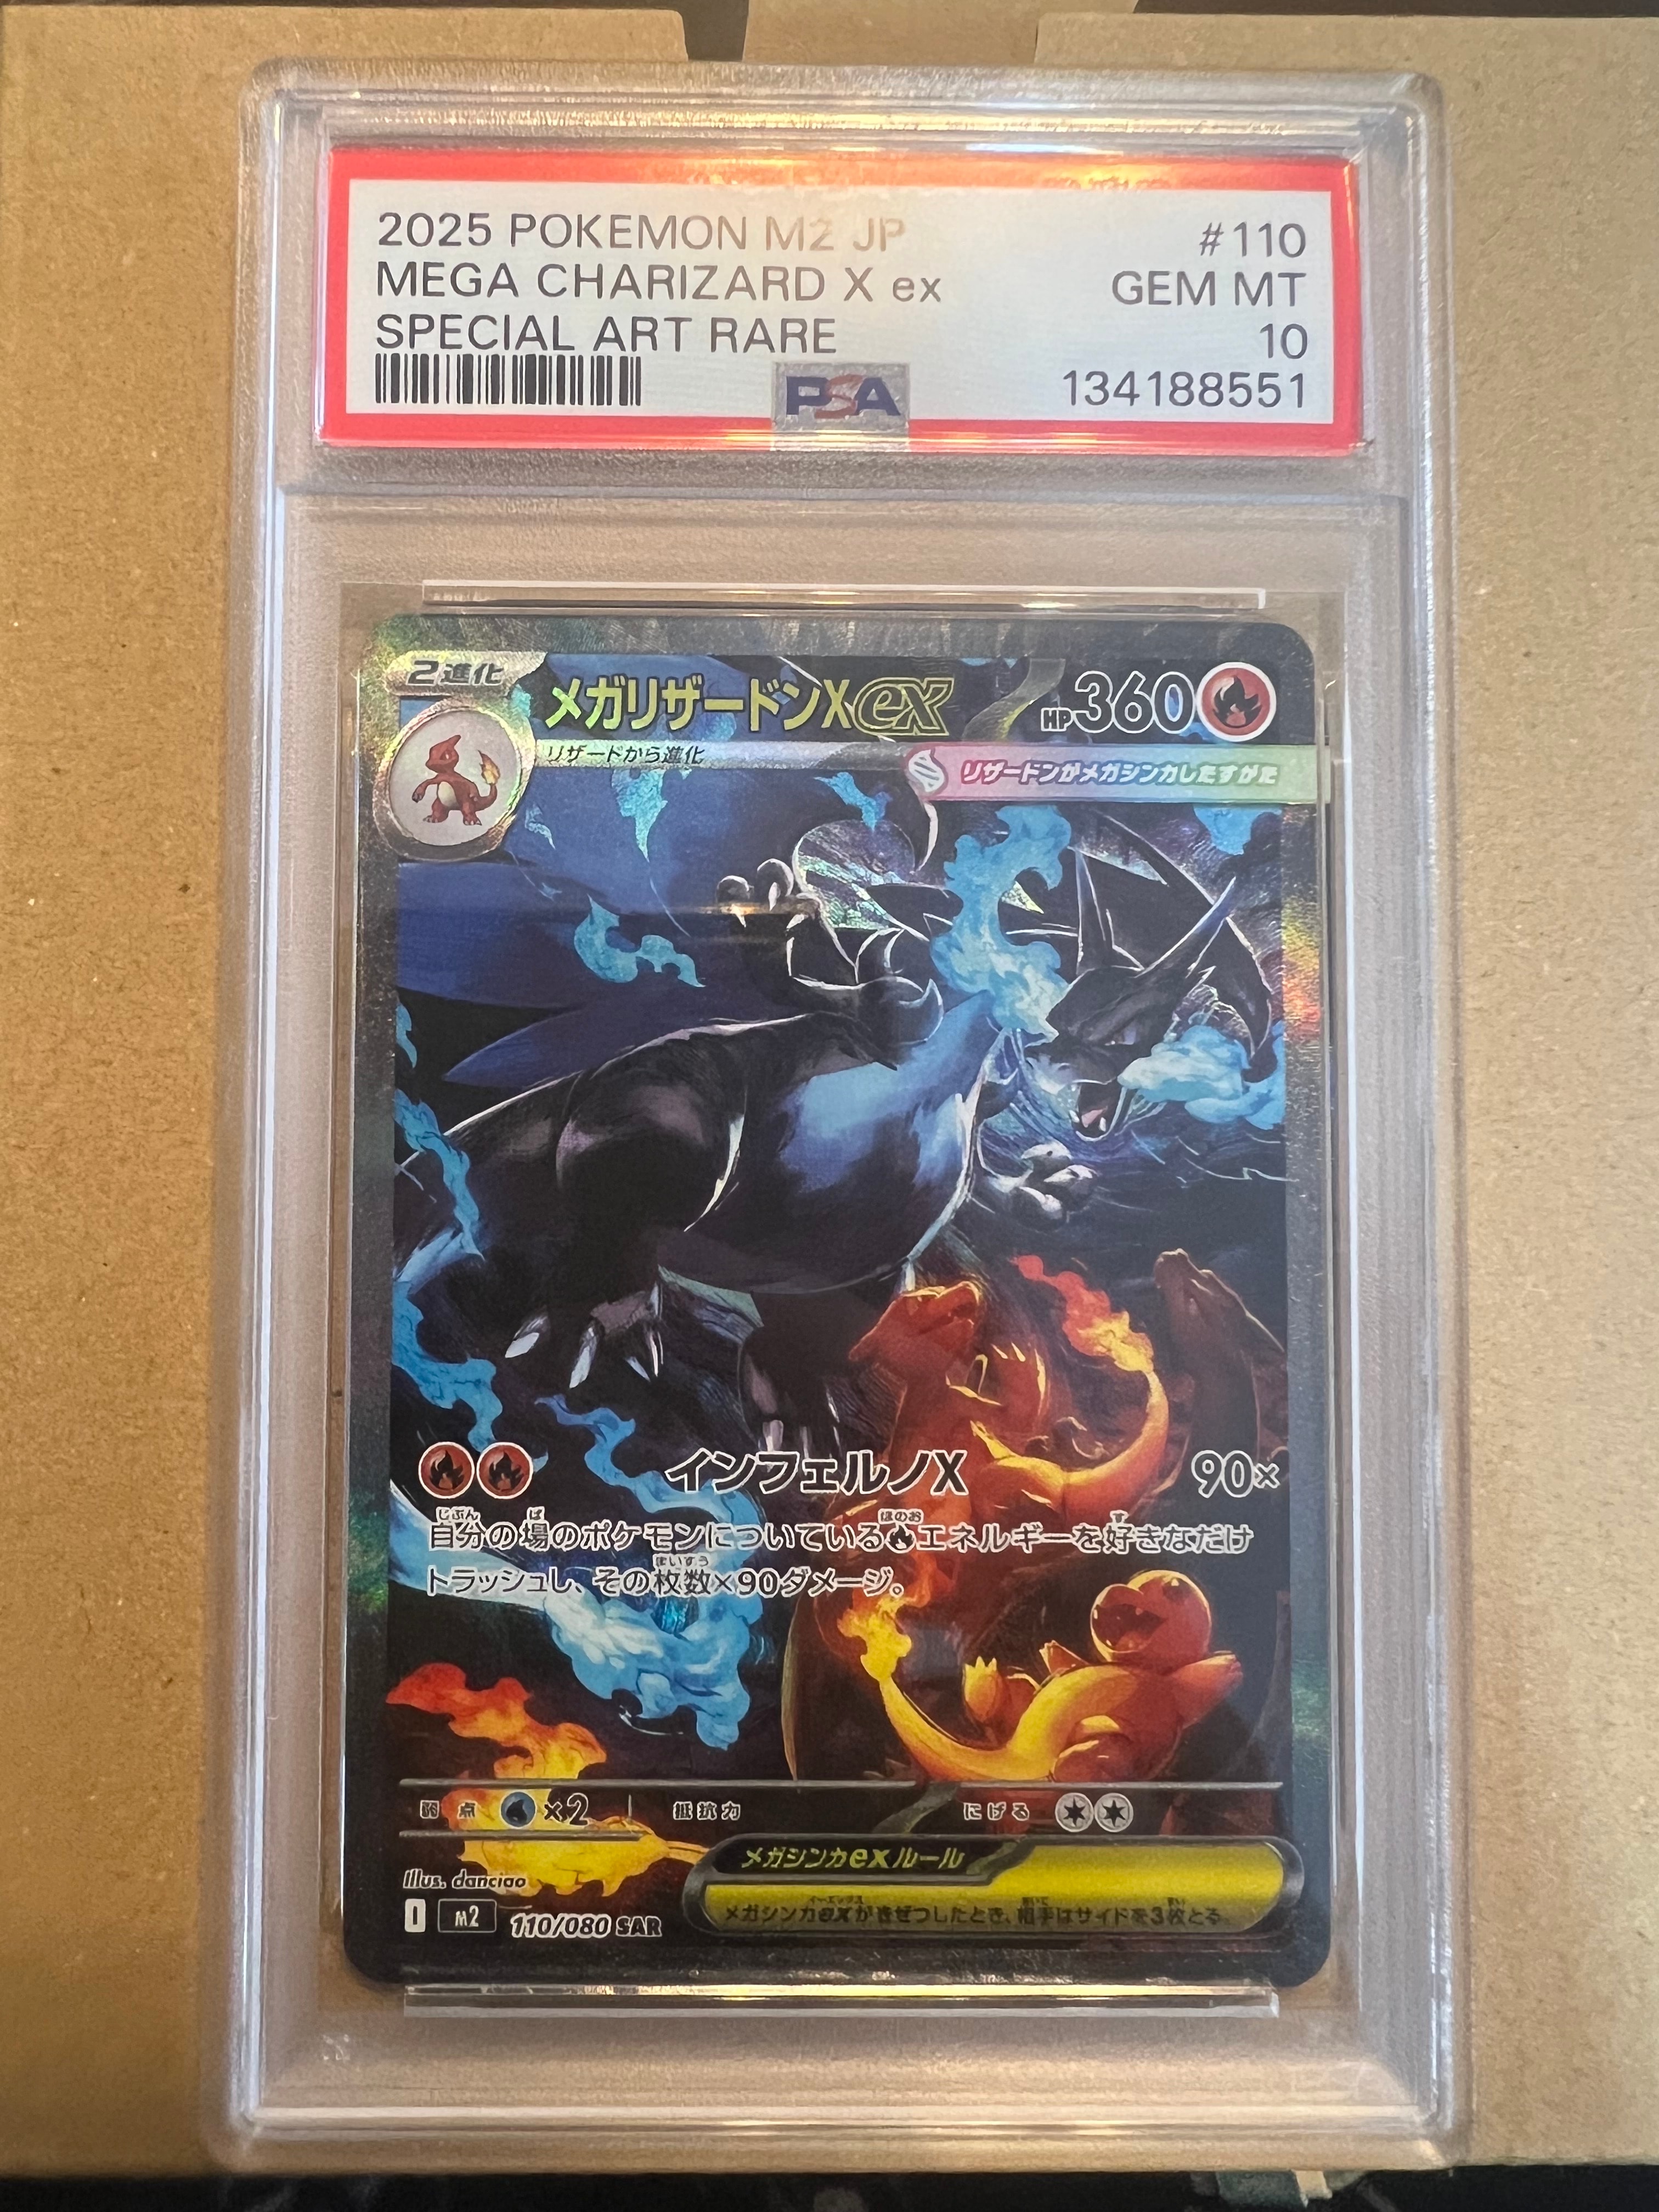 2025 POKEMON M2 JP #110
MEGA CHARIZARD X ex GEM MT
SPECIAL ART RARE 10
PSA 134188551
2進化
メガリザードンXex HP360
リザードから進化
リザードンがメガシンカしたすがた
インフェルノX 90×
自分の場のポケモンについているエネルギーを好きなだけ
トラッシュし、その枚数×90ダメージ。
弱点 ×2 抵抗力 にげる
メガシンカexルール
メガシンカexがきぜつしたとき、相手はサイドを3枚とる。
Illus. danciao
I M2 110/080 SAR